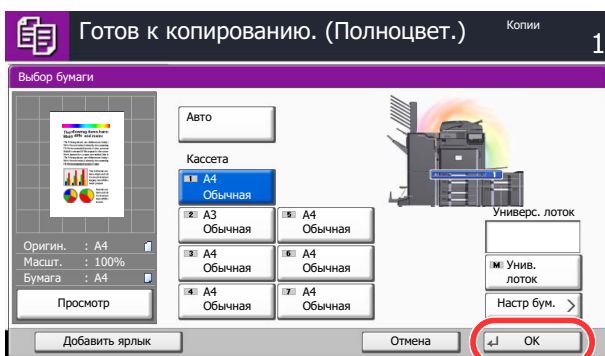 Готов к копированию. (Полноцвет.)
Копии
1
Выбор бумаги
Авто
Кассета
1 A4
Обычная
2 A3
Обычная
5 A4
Обычная
3 A4
Обычная
6 A4
Обычная
4 A4
Обычная
7 A4
Обычная
Универс. лоток
M Унив.
лоток
Настр бум.
Оригин. : A4
Масшт. : 100%
Бумага : A4
Просмотр
Добавить ярлык
Отмена
OK